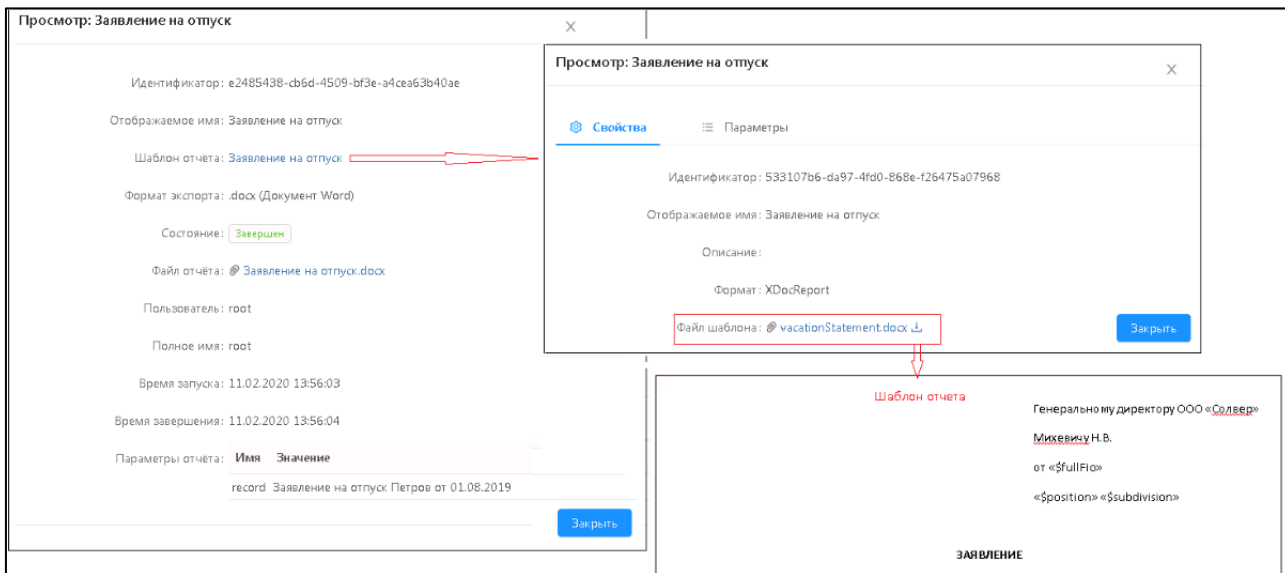 Просмотр: Заявление на отпуск
Идентификатор: e2485438-cb6d-4509-bf3e-a4cea63b40ae
Отображаемое имя: Заявление на отпуск
Шаблон отчёта: Заявление на отпуск
Формат экспорта: .docx (Документ Word)
Состояние: Завершен
Файл отчёта: Заявление на отпуск.docx
Пользователь: root
Полное имя: root
Время запуска: 11.02.2020 13:56:03
Время завершения: 11.02.2020 13:56:04
Параметры отчёта: Имя Значение
record Заявление на отпуск Петров от 01.08.2019
Закрыть
Просмотр: Заявление на отпуск
Свойства Параметры
Идентификатор: 533107b6-da97-4fd0-868e-f26475a07968
Отображаемое имя: Заявление на отпуск
Описание:
Формат: XDocReport
Файл шаблона: vacationStatement.docx
Закрыть
Шаблон отчета
Генеральному директору ООО «Солвер»
Михевичу Н.В.
от «$fullFio»
«$position» «$subdivision»
ЗАЯВЛЕНИЕ